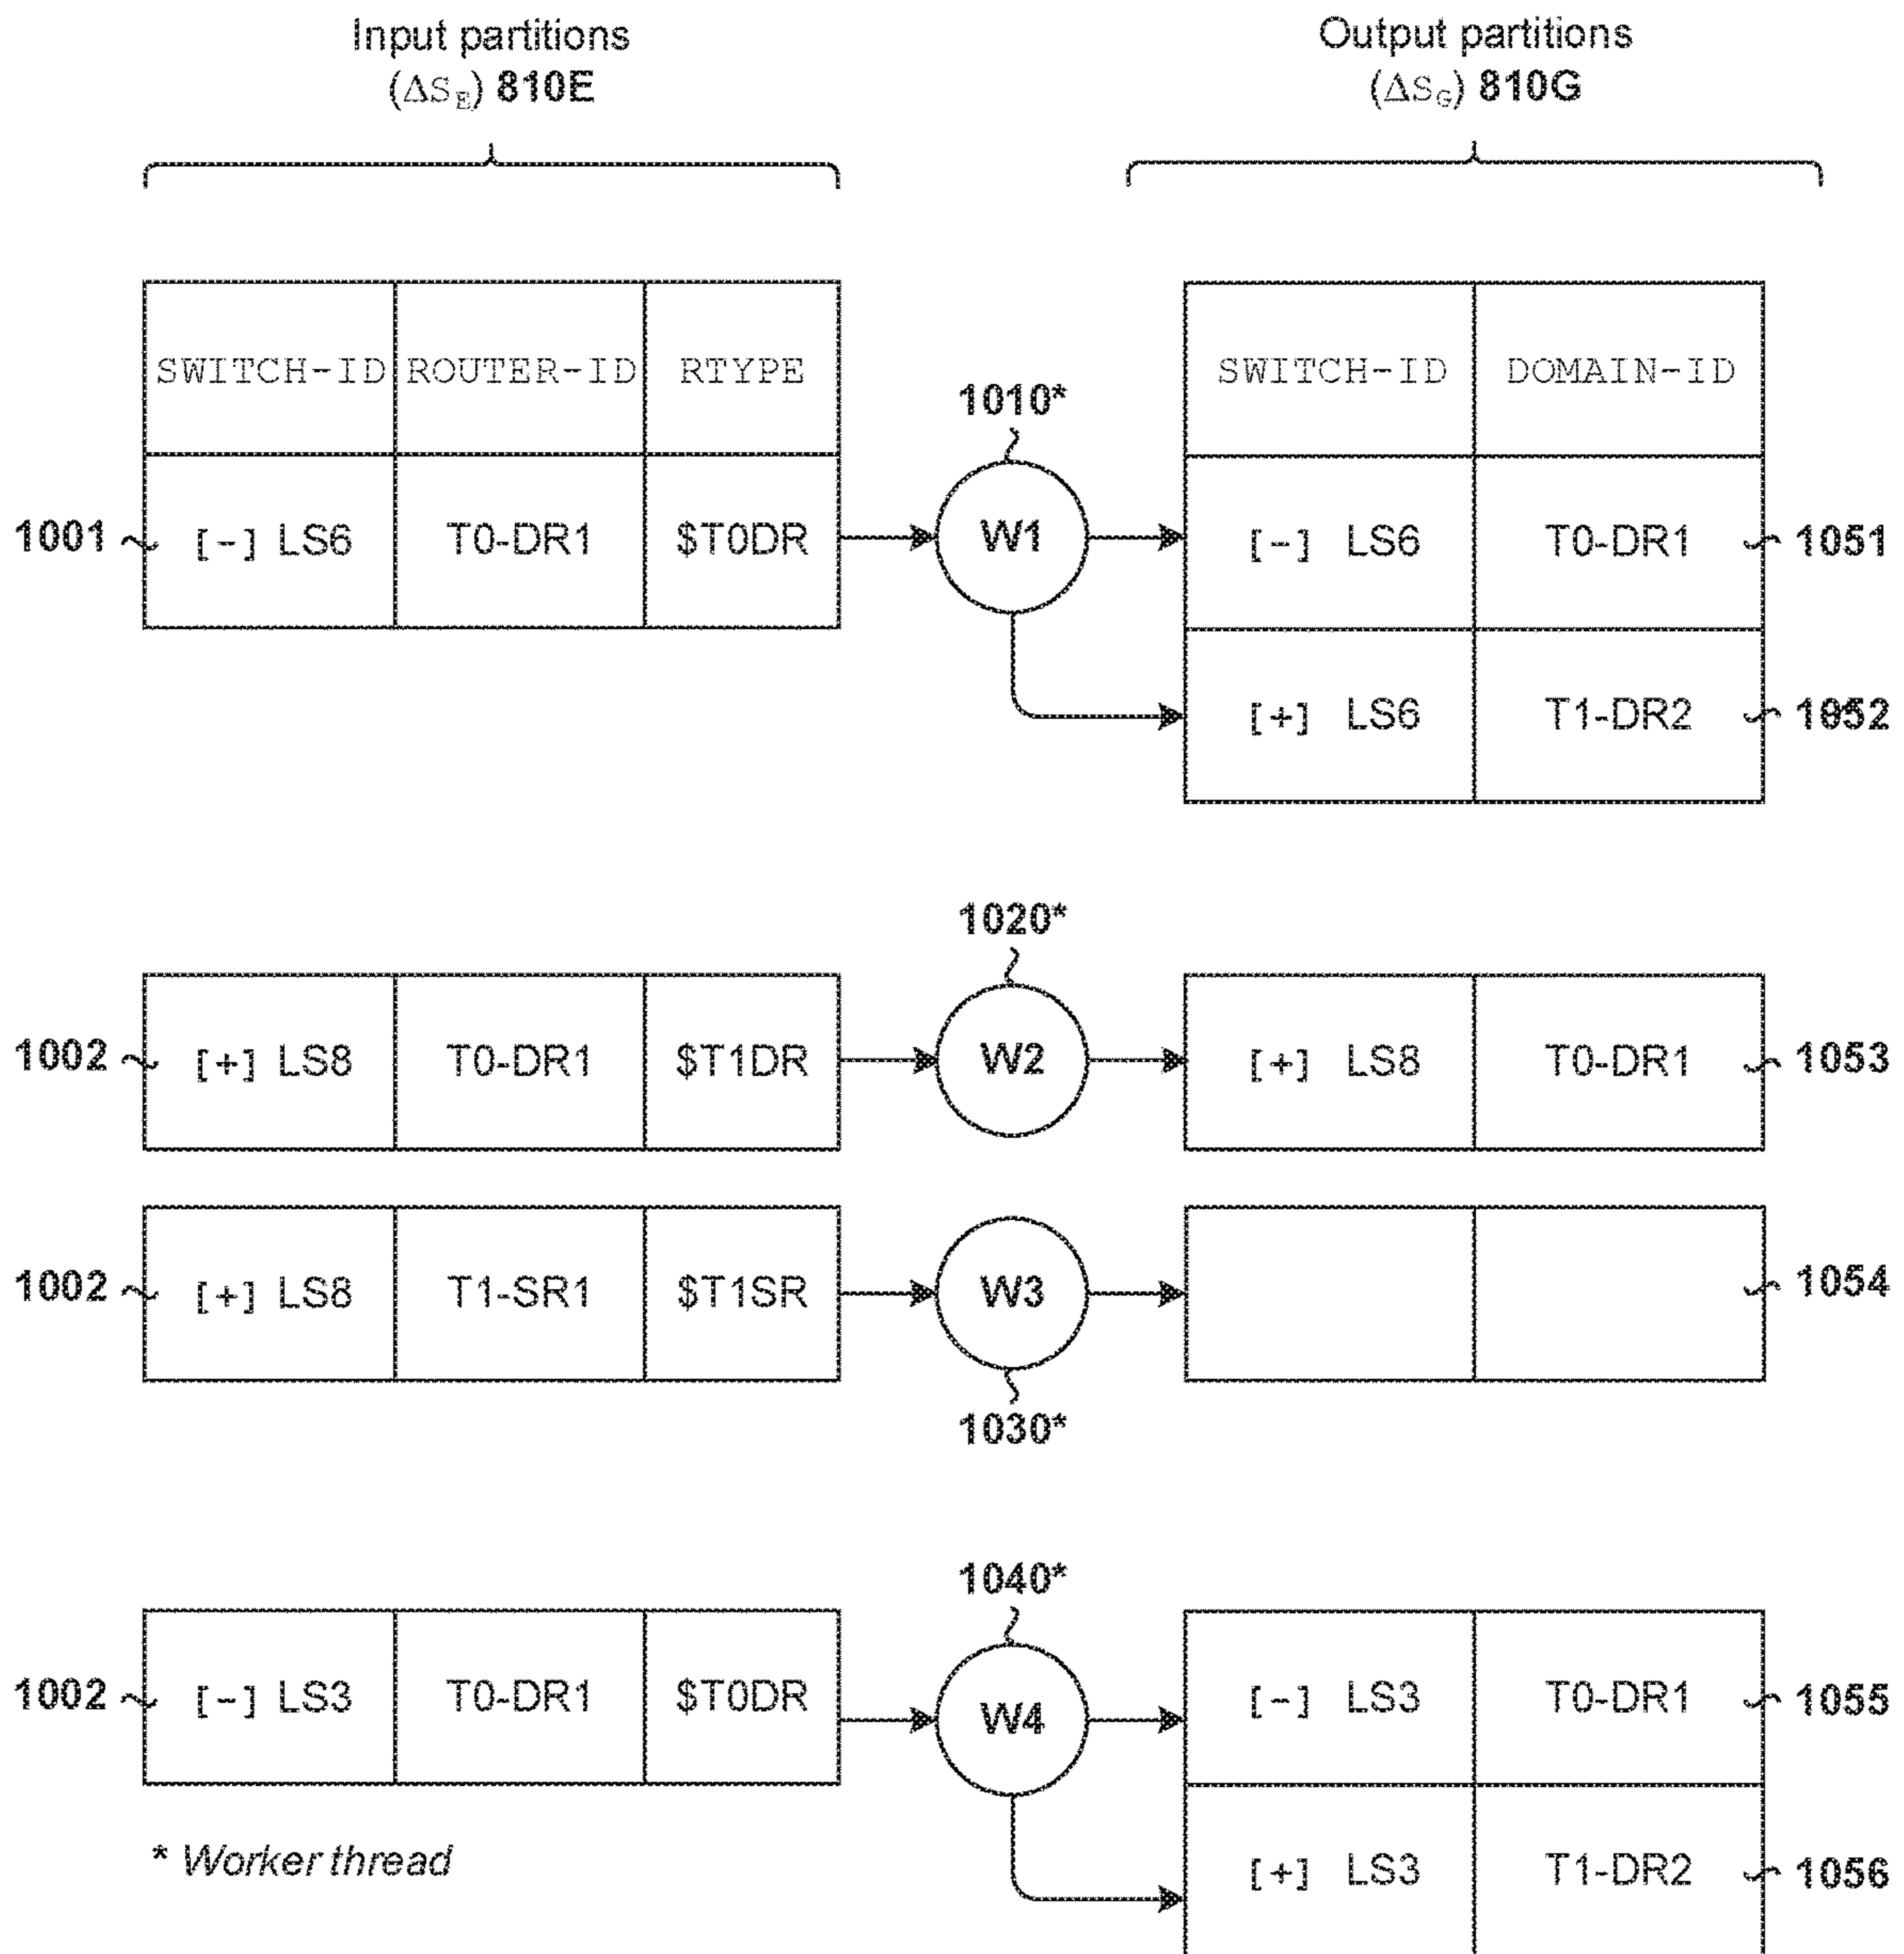 Input partitions
(ΔS_E) 810E
Output partitions
(ΔS_G) 810G
SWITCH-ID ROUTER-ID RTYPE
SWITCH-ID DOMAIN-ID
1010*
1001 [-] LS6 T0-DR1 $T0DR W1 [-] LS6 T0-DR1 1051
[+] LS6 T1-DR2 1052
1020*
1002 [+] LS8 T0-DR1 $T1DR W2 [+] LS8 T0-DR1 1053
1002 [+] LS8 T1-SR1 $T1SR W3 1054
1030*
1040*
1002 [-] LS3 T0-DR1 $T0DR W4 [-] LS3 T0-DR1 1055
* Worker thread
[+] LS3 T1-DR2 1056